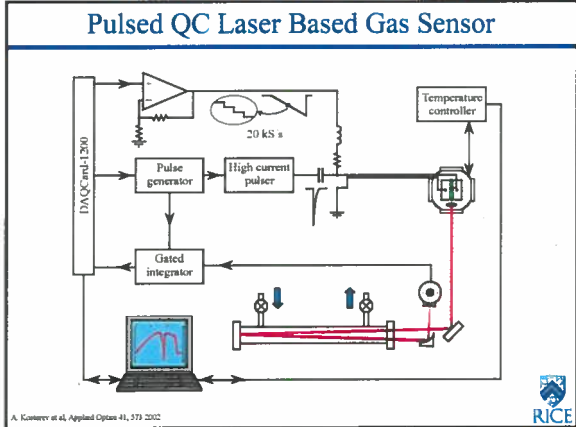 Pulsed QC Laser Based Gas Sensor
DAQCard-1200
20 kS/s
Temperature
controller
Pulse
generator
High current
pulser
Gated
integrator
A. Kosterev et al, Applied Optics 41, 573 2002
RICE